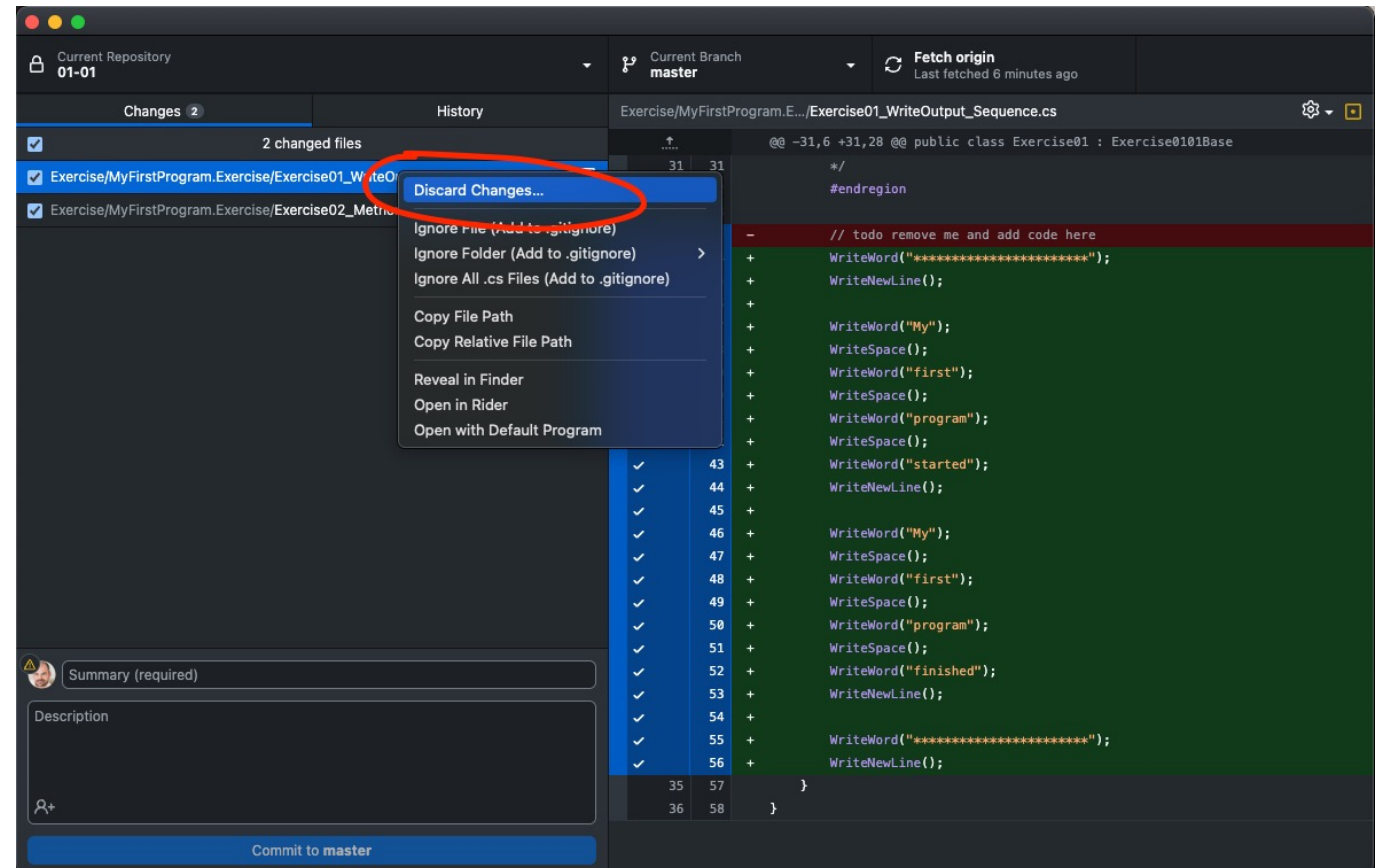 Current Repository
01-01
Current Branch
master
Fetch origin
Last fetched 6 minutes ago
Changes 2
History
Exercise/MyFirstProgram.E.../Exercise01_WriteOutput_Sequence.cs
2 changed files
@@ -31,6 +31,28 @@ public class Exercise01 : Exercise0101Base
31 31 */
Exercise/MyFirstProgram.Exercise/Exercise01_WriteO
Discard Changes...
#endregion
Exercise/MyFirstProgram.Exercise/Exercise02_Metric
Ignore File (Add to .gitignore)
Ignore Folder (Add to .gitignore)
Ignore All .cs Files (Add to .gitignore)
Copy File Path
Copy Relative File Path
Reveal in Finder
Open in Rider
Open with Default Program
- // todo remove me and add code here
+ WriteWord("***********************");
+ WriteNewLine();
+
+ WriteWord("My");
+ WriteSpace();
+ WriteWord("first");
+ WriteSpace();
+ WriteWord("program");
+ WriteSpace();
43 + WriteWord("started");
44 + WriteNewLine();
45 +
46 + WriteWord("My");
47 + WriteSpace();
48 + WriteWord("first");
49 + WriteSpace();
50 + WriteWord("program");
51 + WriteSpace();
52 + WriteWord("finished");
53 + WriteNewLine();
54 +
55 + WriteWord("***********************");
56 + WriteNewLine();
35 57 }
36 58 }
Summary (required)
Description
Commit to master